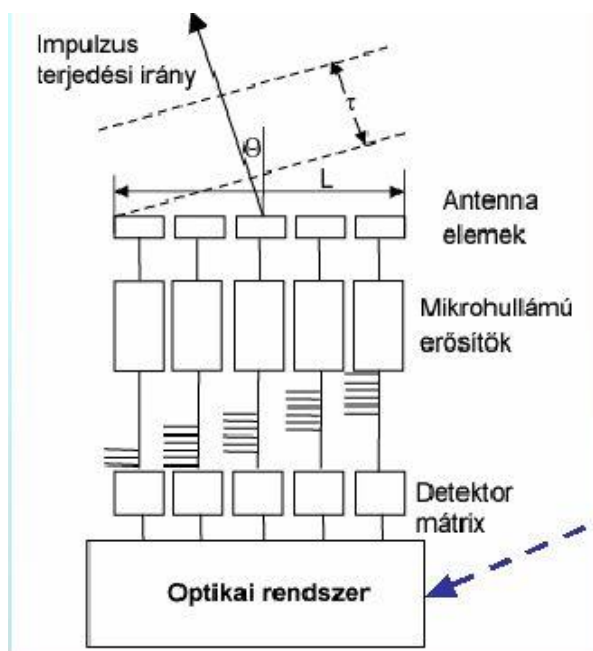 Impulzus
terjedési irány
τ
Θ
L
Antenna
elemek
Mikrohullámú
erősítők
Detektor
mátrix
Optikai rendszer